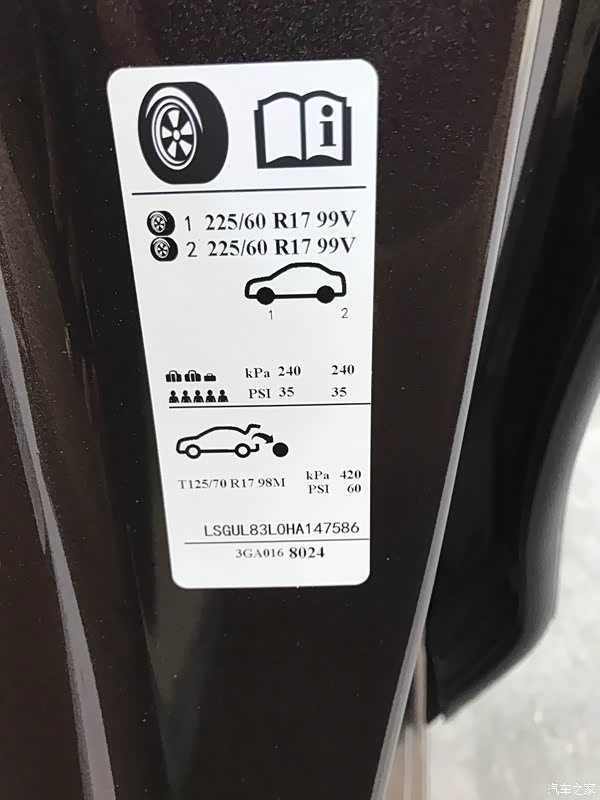 i
1 225/60 R17 99V
2 225/60 R17 99V
1 2
kPa 240 240
PSI 35 35
T125/70 R17 98M kPa 420
PSI 60
LSGUL83L0HA147586
3GA016 8024
汽车之家